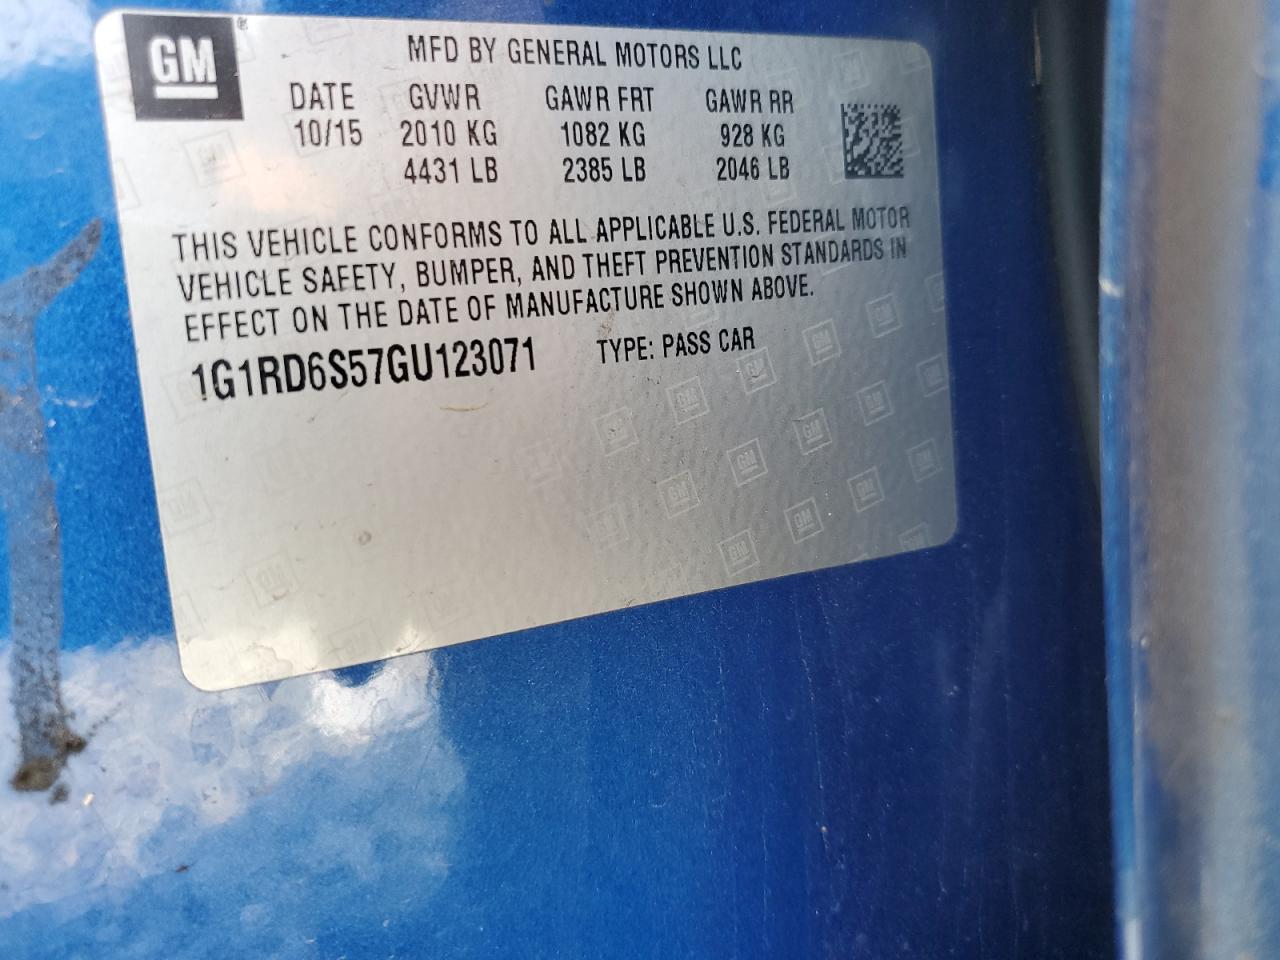 GM
MFD BY GENERAL MOTORS LLC
DATE GVWR GAWR FRT GAWR RR
10/15 2010 KG 1082 KG 928 KG
4431 LB 2385 LB 2046 LB
THIS VEHICLE CONFORMS TO ALL APPLICABLE U.S. FEDERAL MOTOR
VEHICLE SAFETY, BUMPER, AND THEFT PREVENTION STANDARDS IN
EFFECT ON THE DATE OF MANUFACTURE SHOWN ABOVE.
1G1RD6S57GU123071 TYPE: PASS CAR